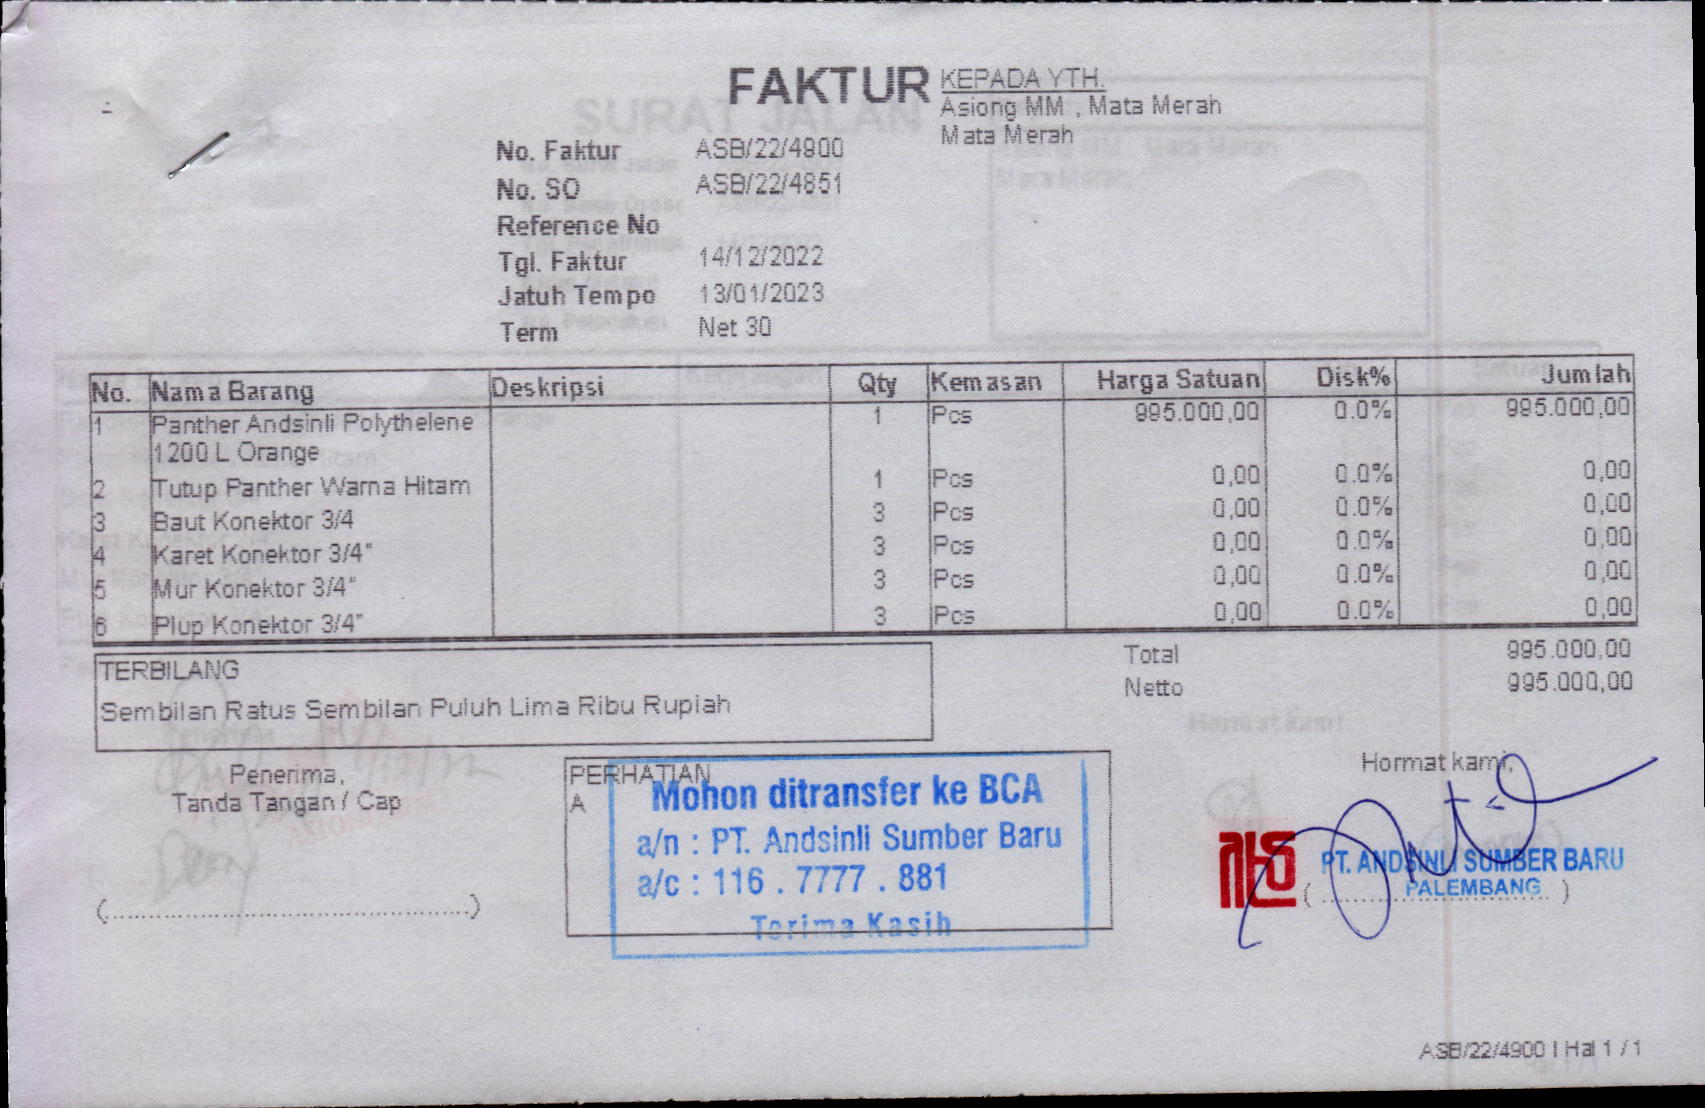 FAKTUR
KEPADA YTH.
Asiong MM , Mata Merah
Mata Merah
No. Faktur ASB/22/4900
No. SO ASB/22/4851
Reference No
Tgl. Faktur 14/12/2022
Jatuh Tempo 13/01/2023
Term Net 30
No. Nama Barang Deskripsi Qty Kemasan Harga Satuan Disk% Jumlah
1 Panther Andsinli Polythelene 1 Pcs 995.000,00 0.0% 995.000,00
1200 L Orange
2 Tutup Panther Warna Hitam 1 Pcs 0,00 0.0% 0,00
3 Baut Konektor 3/4 3 Pcs 0,00 0.0% 0,00
4 Karet Konektor 3/4" 3 Pcs 0,00 0.0% 0,00
5 Mur Konektor 3/4" 3 Pcs 0,00 0.0% 0,00
6 Plup Konektor 3/4" 3 Pcs 0,00 0.0% 0,00
Total 995.000,00
Netto 995.000,00
TERBILANG
Sembilan Ratus Sembilan Puluh Lima Ribu Rupiah
Penerima,
Tanda Tangan / Cap
(....................................................)
PERHATIAN
A
Mohon ditransfer ke BCA
a/n : PT. Andsinli Sumber Baru
a/c : 116 . 7777 . 881
Terima Kasih
Hormat kami,
PT. ANDSINLI SUMBER BARU
PALEMBANG
(..................................)
ASB/22/4900 | Hal 1 / 1